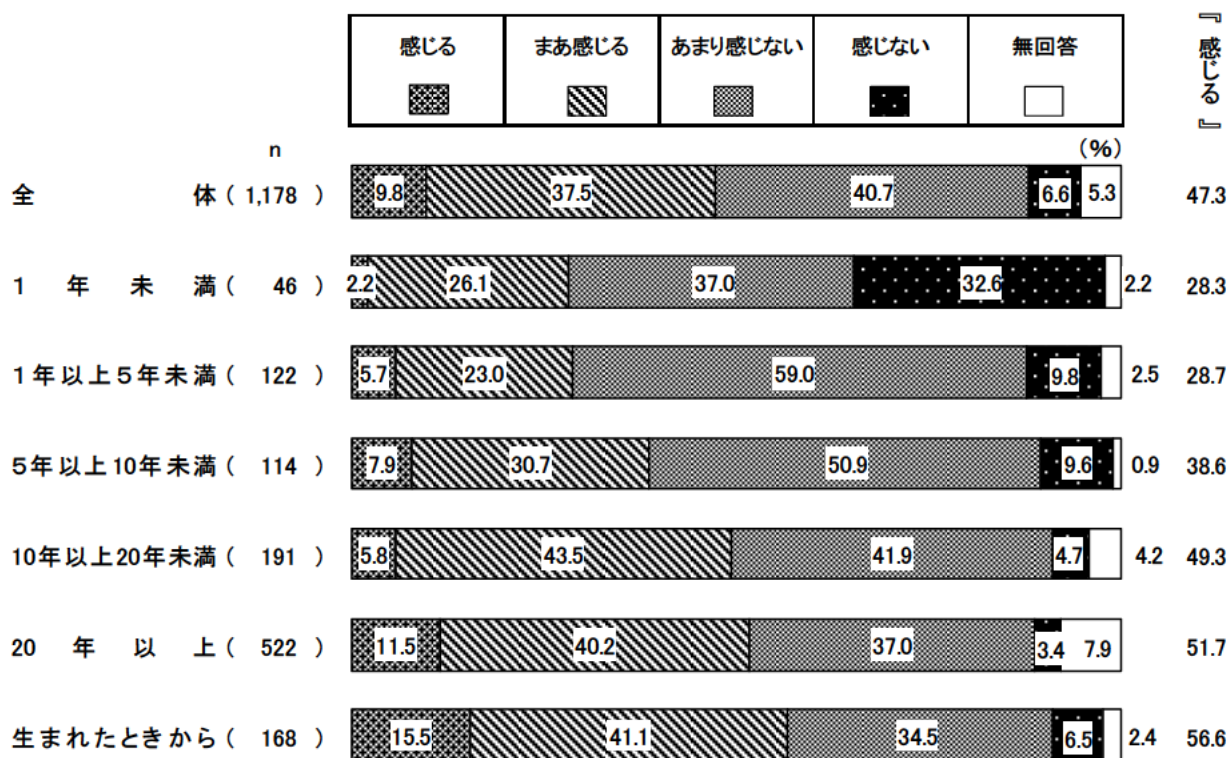 感じる まあ感じる あまり感じない 感じない 無回答
『感じる』
n (%)
全体( 1,178 ) 9.8 37.5 40.7 6.6 5.3 47.3
1年未満( 46 ) 2.2 26.1 37.0 32.6 2.2 28.3
1年以上5年未満( 122 ) 5.7 23.0 59.0 9.8 2.5 28.7
5年以上10年未満( 114 ) 7.9 30.7 50.9 9.6 0.9 38.6
10年以上20年未満( 191 ) 5.8 43.5 41.9 4.7 4.2 49.3
20年以上( 522 ) 11.5 40.2 37.0 3.4 7.9 51.7
生まれたときから( 168 ) 15.5 41.1 34.5 6.5 2.4 56.6